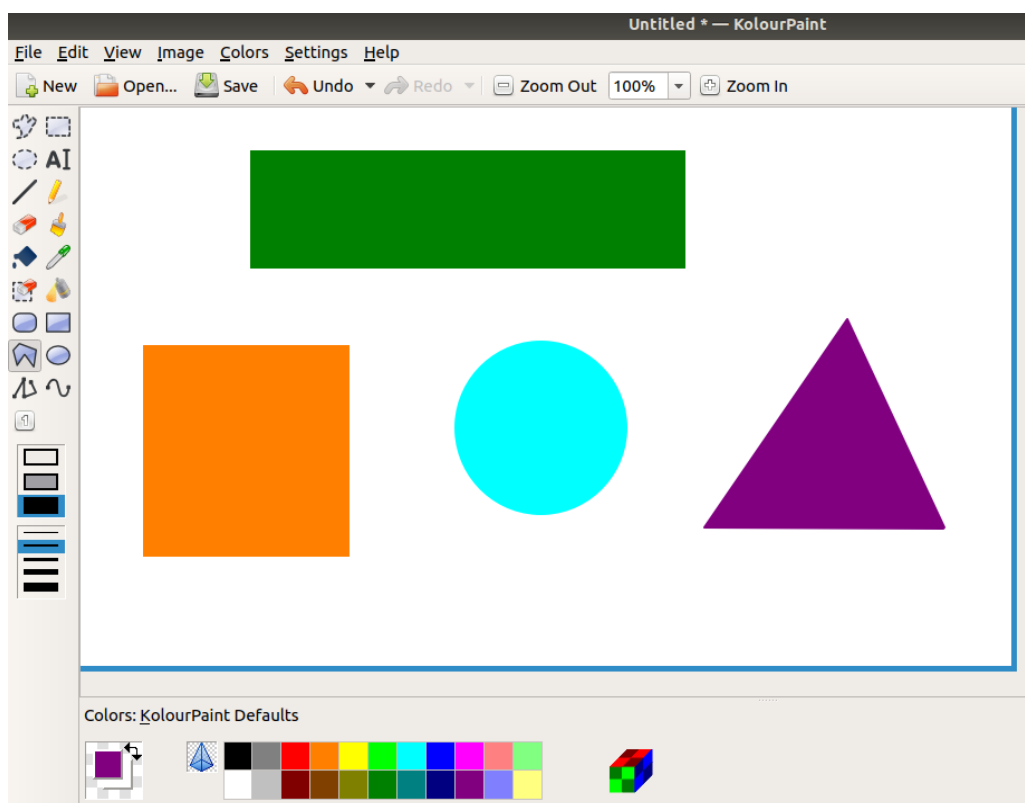 Untitled * — KolourPaint
File Edit View Image Colors Settings Help
New Open... Save Undo Redo Zoom Out 100% Zoom In
AI
Colors: KolourPaint Defaults